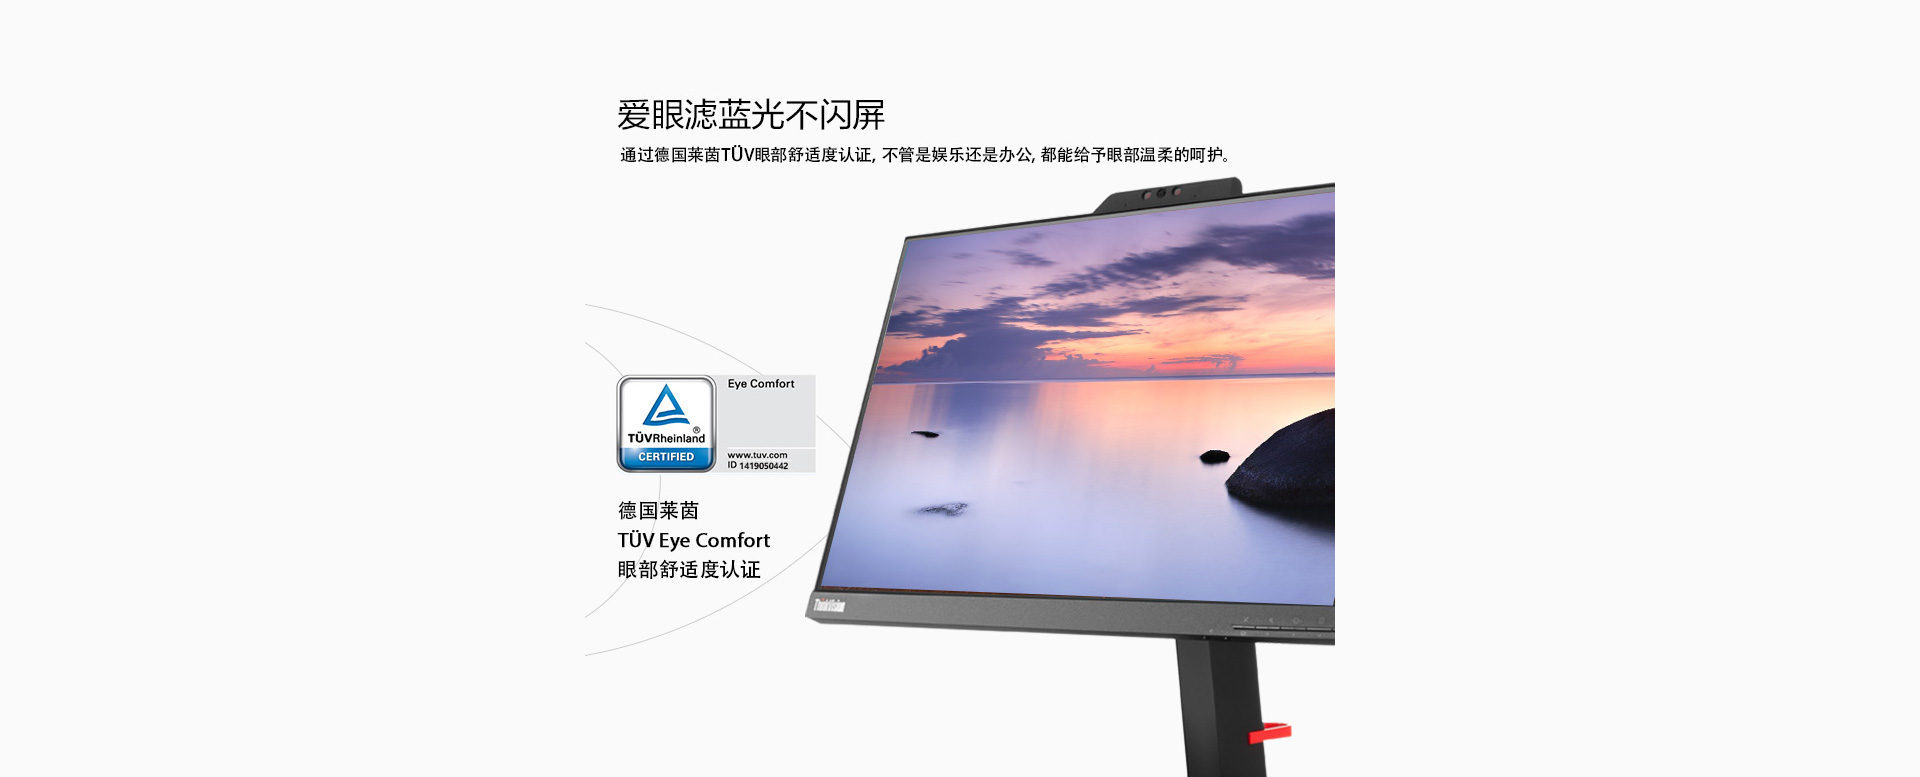 爱眼滤蓝光不闪屏
通过德国莱茵TÜV眼部舒适度认证, 不管是娱乐还是办公, 都能给予眼部温柔的呵护。
Eye Comfort
TÜVRheinland®
CERTIFIED
www.tuv.com
ID 1419050442
德国莱茵
TÜV Eye Comfort
眼部舒适度认证
ThinkVision